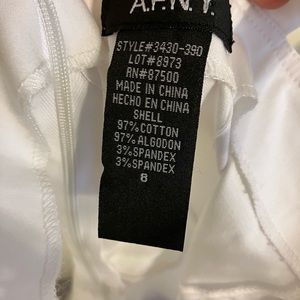 A.P.N.Y.
STYLE#3430-390
LOT#8973
RN#87500
MADE IN CHINA
HECHO EN CHINA
SHELL
97%COTTON
97%ALGODON
3%SPANDEX
3%SPANDEX
8